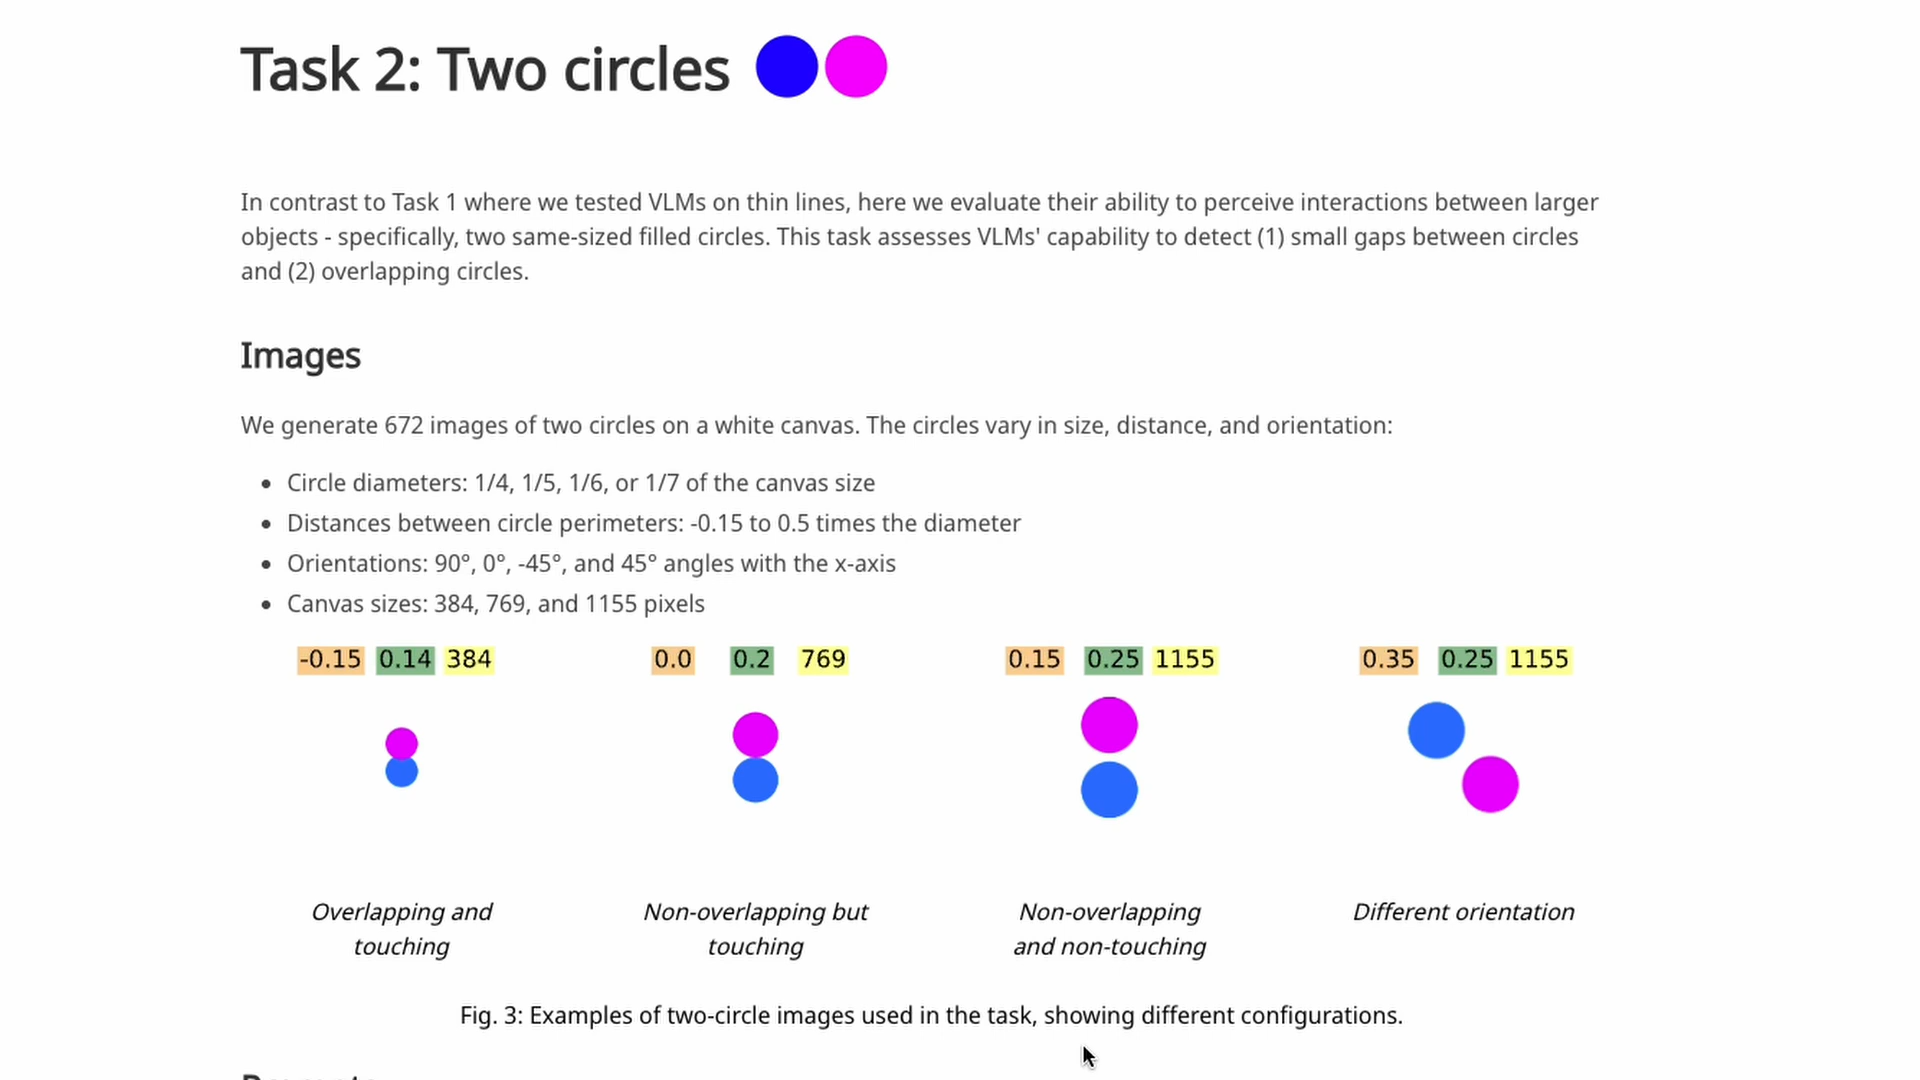 Task 2: Two circles
In contrast to Task 1 where we tested VLMs on thin lines, here we evaluate their ability to perceive interactions between larger
objects - specifically, two same-sized filled circles. This task assesses VLMs' capability to detect (1) small gaps between circles
and (2) overlapping circles.
Images
We generate 672 images of two circles on a white canvas. The circles vary in size, distance, and orientation:
• Circle diameters: 1/4, 1/5, 1/6, or 1/7 of the canvas size
• Distances between circle perimeters: -0.15 to 0.5 times the diameter
• Orientations: 90°, 0°, -45°, and 45° angles with the x-axis
• Canvas sizes: 384, 769, and 1155 pixels
-0.15 0.14 384
0.0 0.2 769
0.15 0.25 1155
0.35 0.25 1155
Overlapping and
touching
Non-overlapping but
touching
Non-overlapping
and non-touching
Different orientation
Fig. 3: Examples of two-circle images used in the task, showing different configurations.